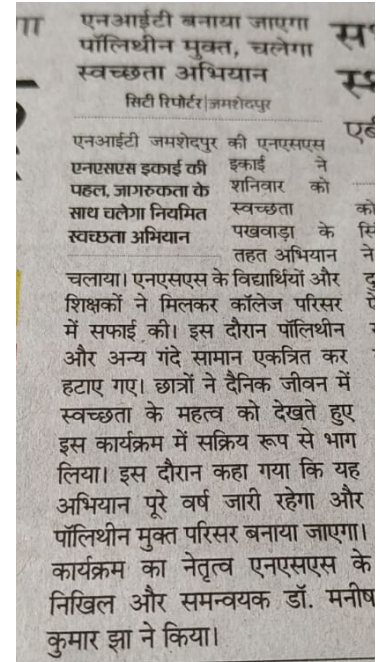 एनआईटी बनाया जाएगा
पॉलिथीन मुक्त, चलेगा
स्वच्छता अभियान
सिटी रिपोर्टर|जमशेदपुर
एनआईटी जमशेदपुर की एनएसएस
एनएसएस इकाई की
पहल, जागरुकता के
साथ चलेगा नियमित
स्वच्छता अभियान
इकाई ने
शनिवार को
स्वच्छता
पखवाड़ा के
तहत अभियान
चलाया। एनएसएस के विद्यार्थियों और
शिक्षकों ने मिलकर कॉलेज परिसर
में सफाई की। इस दौरान पॉलिथीन
और अन्य गंदे सामान एकत्रित कर
हटाए गए। छात्रों ने दैनिक जीवन में
स्वच्छता के महत्व को देखते हुए
इस कार्यक्रम में सक्रिय रूप से भाग
लिया। इस दौरान कहा गया कि यह
अभियान पूरे वर्ष जारी रहेगा और
पॉलिथीन मुक्त परिसर बनाया जाएगा।
कार्यक्रम का नेतृत्व एनएसएस के
निखिल और समन्वयक डॉ. मनीष
कुमार झा ने किया।